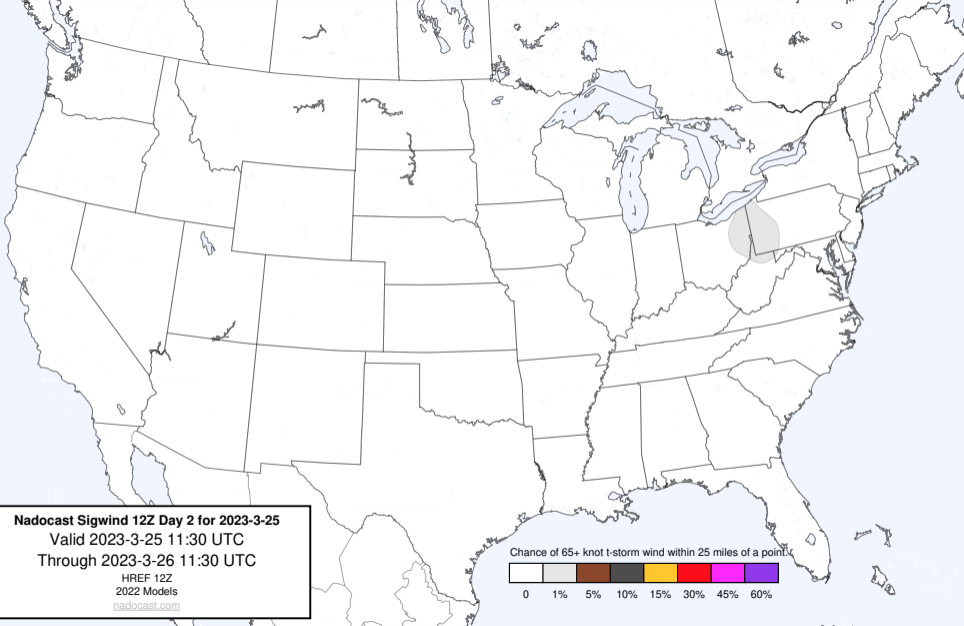 Nadocast Sigwind 12Z Day 2 for 2023-3-25
Valid 2023-3-25 11:30 UTC
Through 2023-3-26 11:30 UTC
HREF 12Z
2022 Models
nadocast.com
Chance of 65+ knot t-storm wind within 25 miles of a point.
0 1% 5% 10% 15% 30% 45% 60%